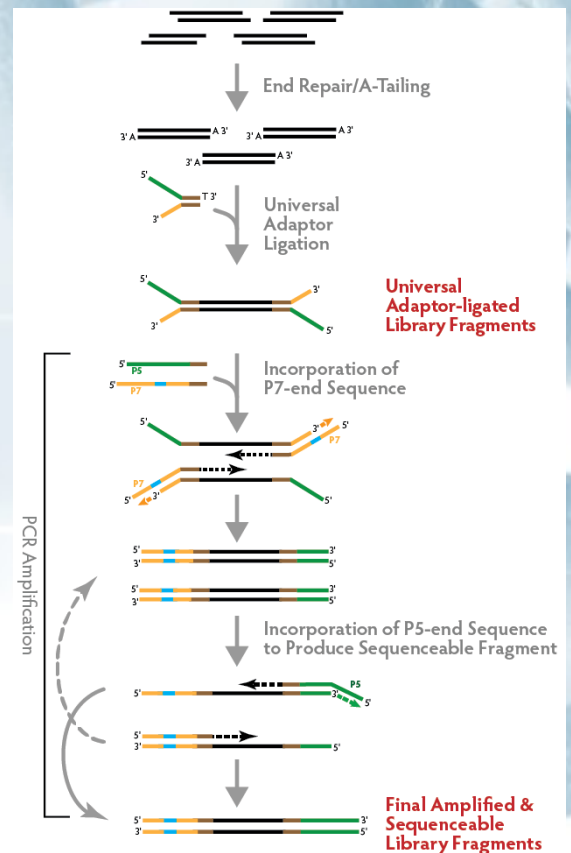 End Repair/A-Tailing
A 3'
A 3'
3' A
3' A
A 3'
3' A
5'
T 3'
3'
Universal
Adaptor
Ligation
5'
3'
3'
5'
Universal
Adaptor-ligated
Library Fragments
PCR Amplification
5'
P5
5'
P7
Incorporation of
P7-end Sequence
5'
3'
5'
P7
P7
3'
5'
5'
5'
3'
3'
5'
5'
3'
3'
5'
Incorporation of P5-end Sequence
to Produce Sequenceable Fragment
P5
5'
3'
5'
5'
3'
5'
5'
3'
3'
5'
Final Amplified &
Sequenceable
Library Fragments